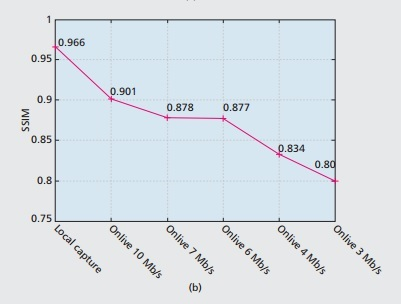 1
0.95
0.9
0.85
0.8
0.75
SSIM
0.966
0.901
0.878
0.877
0.834
0.80
Local capture
Onlive 10 Mb/s
Onlive 7 Mb/s
Onlive 6 Mb/s
Onlive 4 Mb/s
Onlive 3 Mb/s
(b)